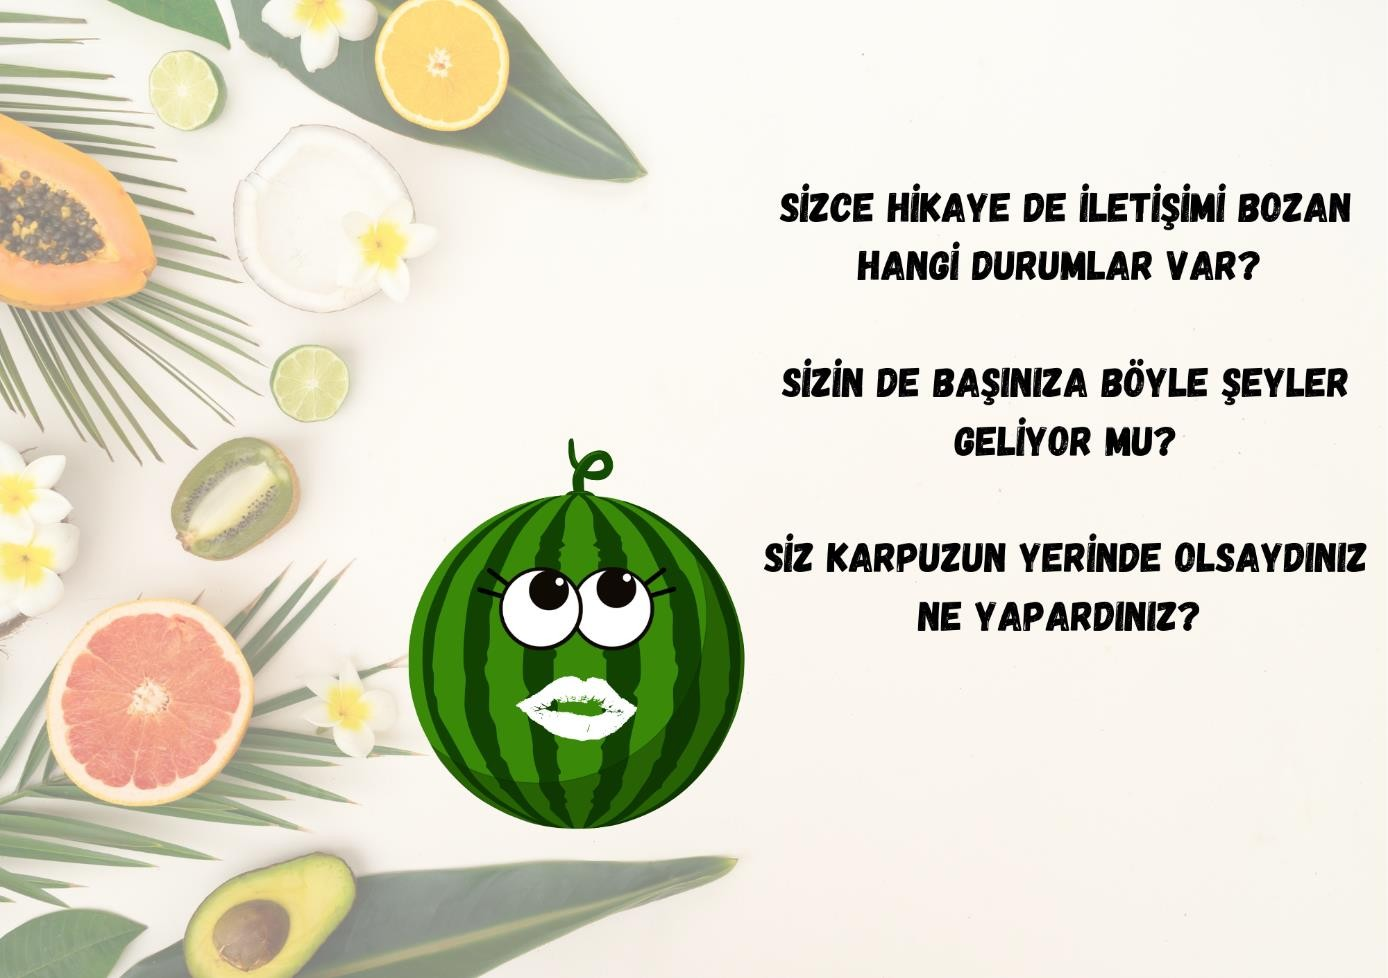 SİZCE HİKAYE DE İLETİŞİMİ BOZAN
HANGİ DURUMLAR VAR?
SİZİN DE BAŞINIZA BÖYLE ŞEYLER
GELİYOR MU?
SİZ KARPUZUN YERİNDE OLSAYDINIZ
NE YAPARDINIZ?